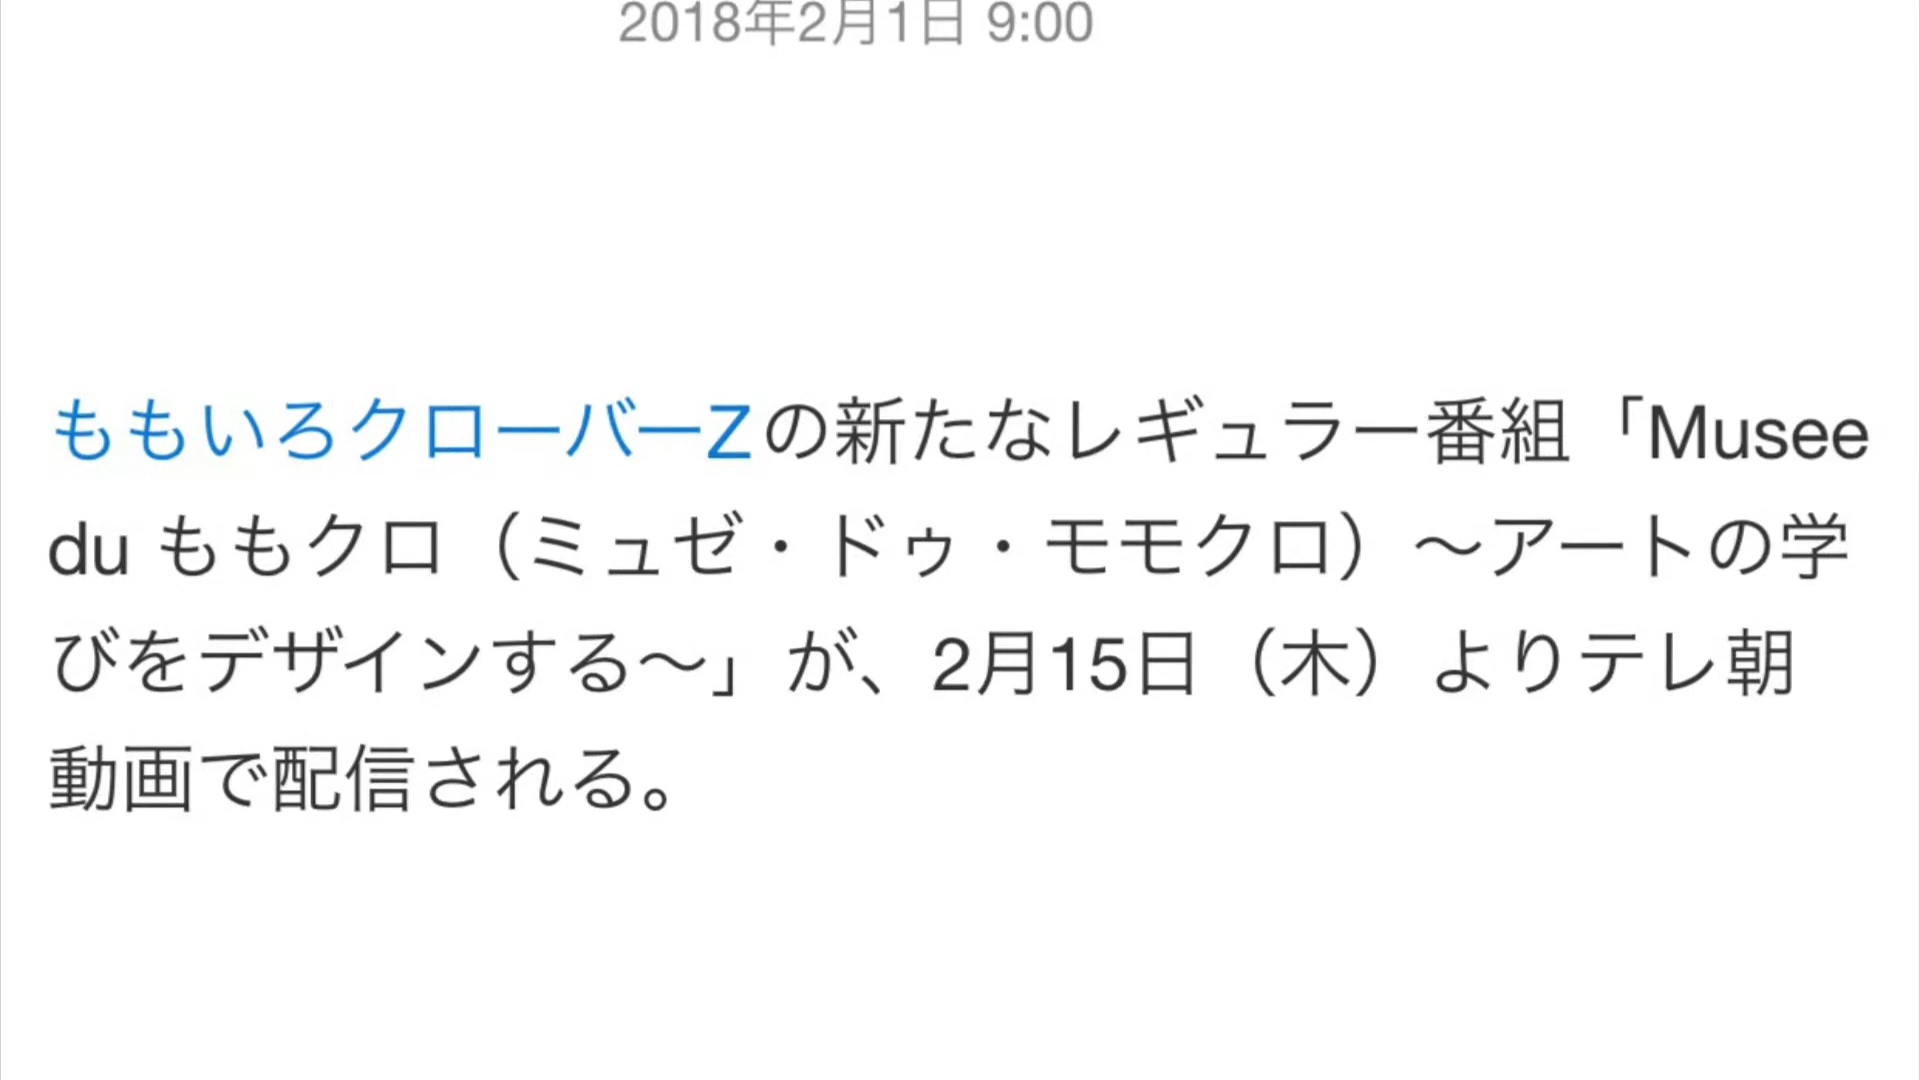 2018年2月1日 9:00
ももいろクローバーZの新たなレギュラー番組「Musee
du ももクロ（ミュゼ・ドゥ・モモクロ）〜アートの学
びをデザインする〜」が、2月15日（木）よりテレ朝
動画で配信される。